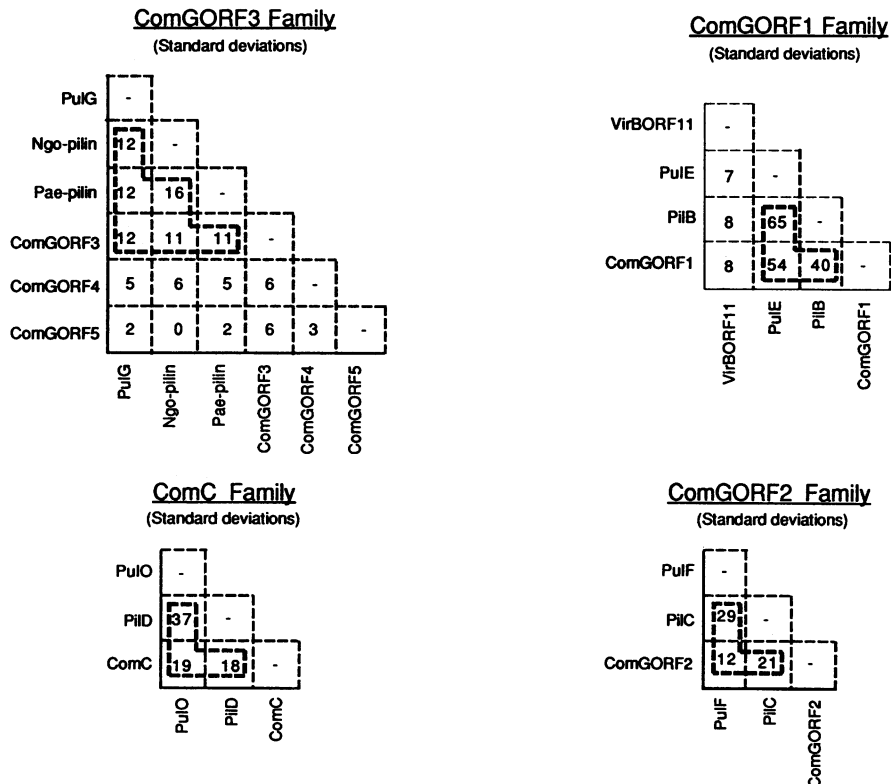 ComGORF3 Family
(Standard deviations)
PulG -
Ngo-pilin 12 -
Pae-pilin 12 16 -
ComGORF3 12 11 11 -
ComGORF4 5 6 5 6 -
ComGORF5 2 0 2 6 3 -
PulG Ngo-pilin Pae-pilin ComGORF3 ComGORF4 ComGORF5
ComGORF1 Family
(Standard deviations)
VirBORF11 -
PulE 7 -
PilB 8 65 -
ComGORF1 8 54 40 -
VirBORF11 PulE PilB ComGORF1
ComC Family
(Standard deviations)
PulO -
PilD 37 -
ComC 19 18 -
PulO PilD ComC
ComGORF2 Family
(Standard deviations)
PulF -
PilC 29 -
ComGORF2 12 21 -
PulF PilC ComGORF2